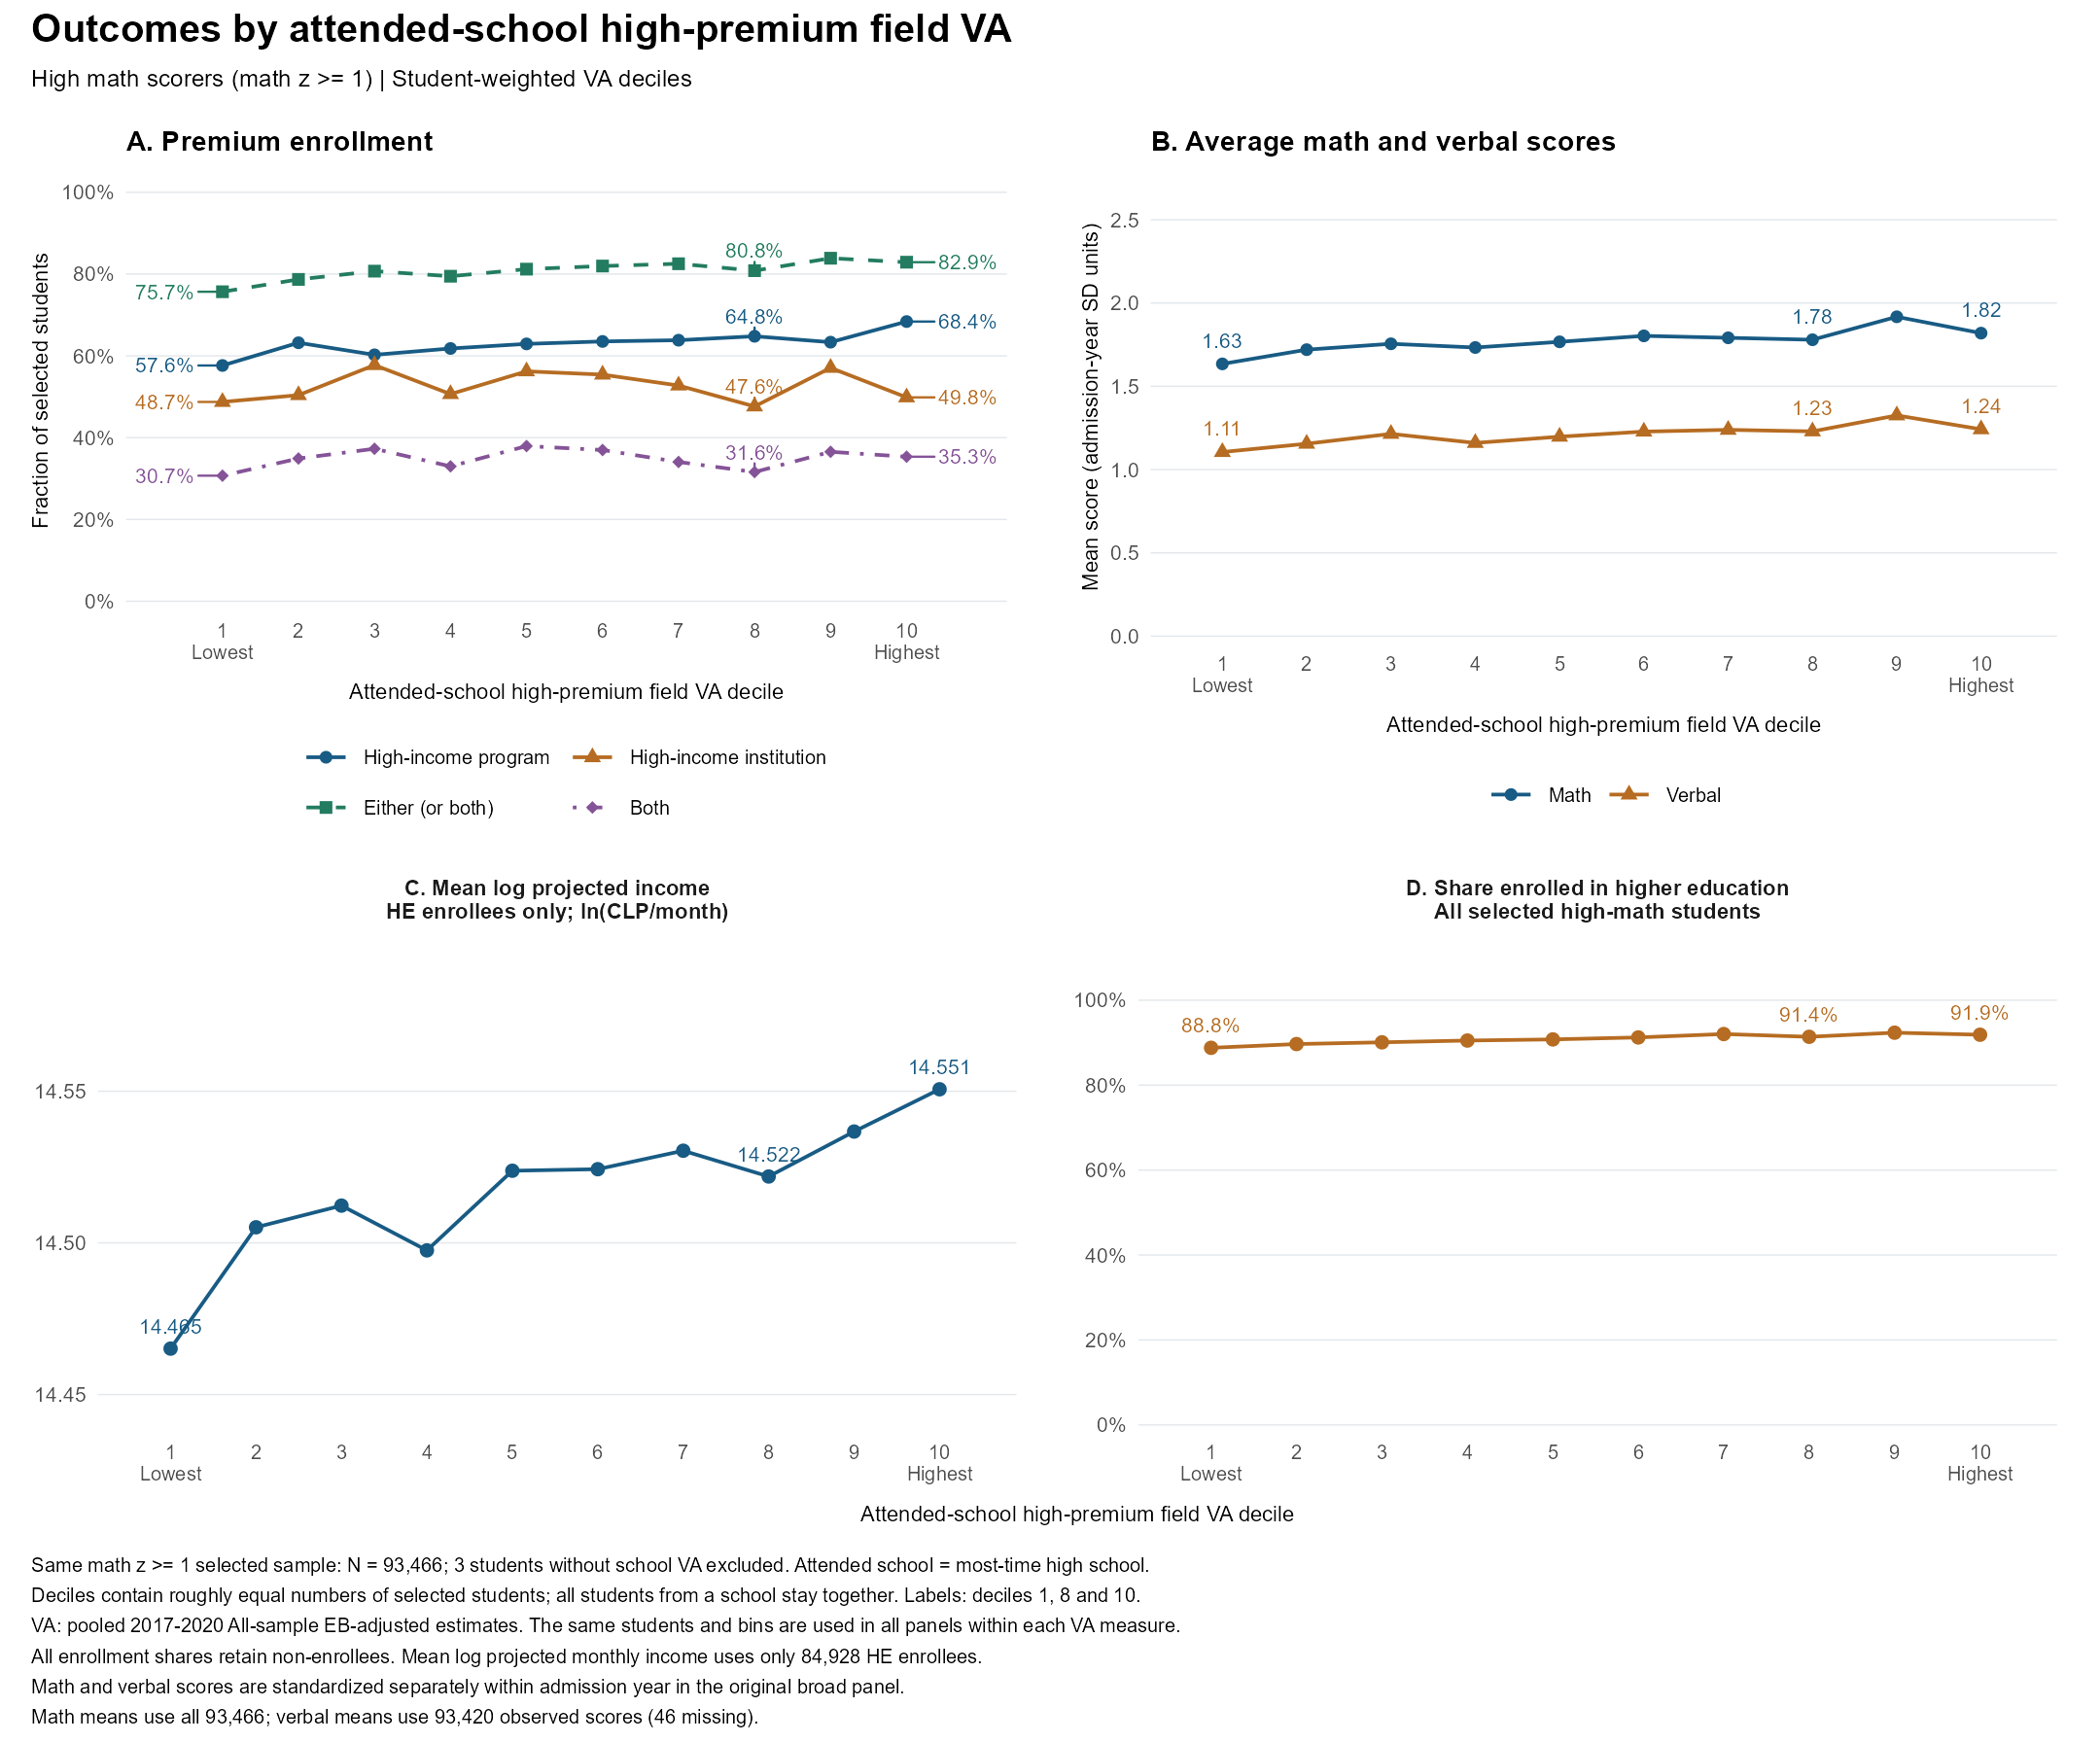 Outcomes by attended-school high-premium field VA
High math scorers (math z >= 1) | Student-weighted VA deciles
A. Premium enrollment
Fraction of selected students
100%
80%
60%
40%
20%
0%
75.7%
80.8%
82.9%
57.6%
64.8%
68.4%
48.7%
47.6%
49.8%
30.7%
31.6%
35.3%
1 2 3 4 5 6 7 8 9 10
Lowest Highest
Attended-school high-premium field VA decile
High-income program High-income institution
Either (or both) Both
B. Average math and verbal scores
Mean score (admission-year SD units)
2.5
2.0
1.5
1.0
0.5
0.0
1.63
1.78
1.82
1.11
1.23
1.24
1 2 3 4 5 6 7 8 9 10
Lowest Highest
Attended-school high-premium field VA decile
Math Verbal
C. Mean log projected income
HE enrollees only; ln(CLP/month)
14.55
14.50
14.45
14.465
14.522
14.551
1 2 3 4 5 6 7 8 9 10
Lowest Highest
D. Share enrolled in higher education
All selected high-math students
100%
80%
60%
40%
20%
0%
88.8%
91.4%
91.9%
1 2 3 4 5 6 7 8 9 10
Lowest Highest
Attended-school high-premium field VA decile
Same math z >= 1 selected sample: N = 93,466; 3 students without school VA excluded. Attended school = most-time high school.
Deciles contain roughly equal numbers of selected students; all students from a school stay together. Labels: deciles 1, 8 and 10.
VA: pooled 2017-2020 All-sample EB-adjusted estimates. The same students and bins are used in all panels within each VA measure.
All enrollment shares retain non-enrollees. Mean log projected monthly income uses only 84,928 HE enrollees.
Math and verbal scores are standardized separately within admission year in the original broad panel.
Math means use all 93,466; verbal means use 93,420 observed scores (46 missing).